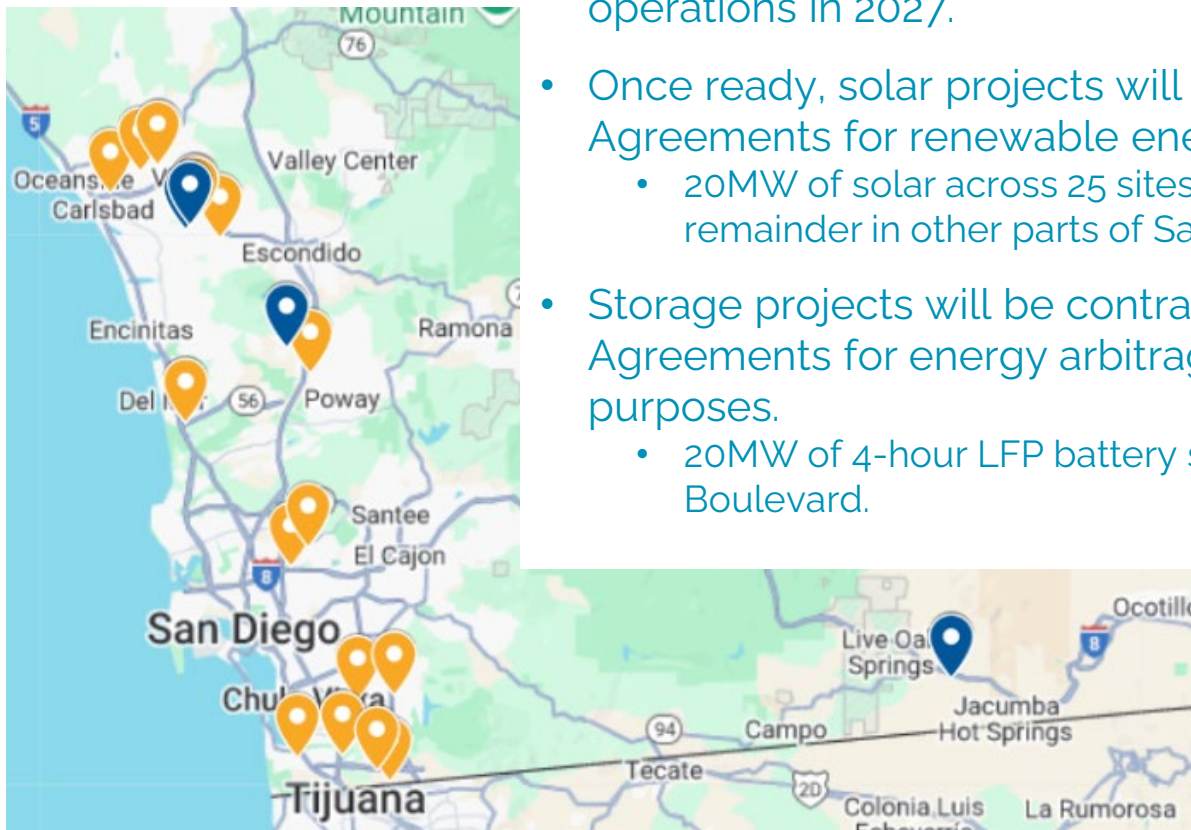 operations in 2027.
• Once ready, solar projects will
Agreements for renewable ene
• 20MW of solar across 25 sites
remainder in other parts of Sa
• Storage projects will be contra
Agreements for energy arbitrag
purposes.
• 20MW of 4-hour LFP battery s
Boulevard.
Mountain
76
5
Valley Center
Carlsbad
Escondido
Encinitas
Ramona
56
Poway
Santee
El Cajon
8
San Diego
Ocotillo
Live Oa
8
Springs
Jacumba
Hot Springs
94
Campo
Tecate
2D
Tijuana
Colonia Luis
La Rumorosa